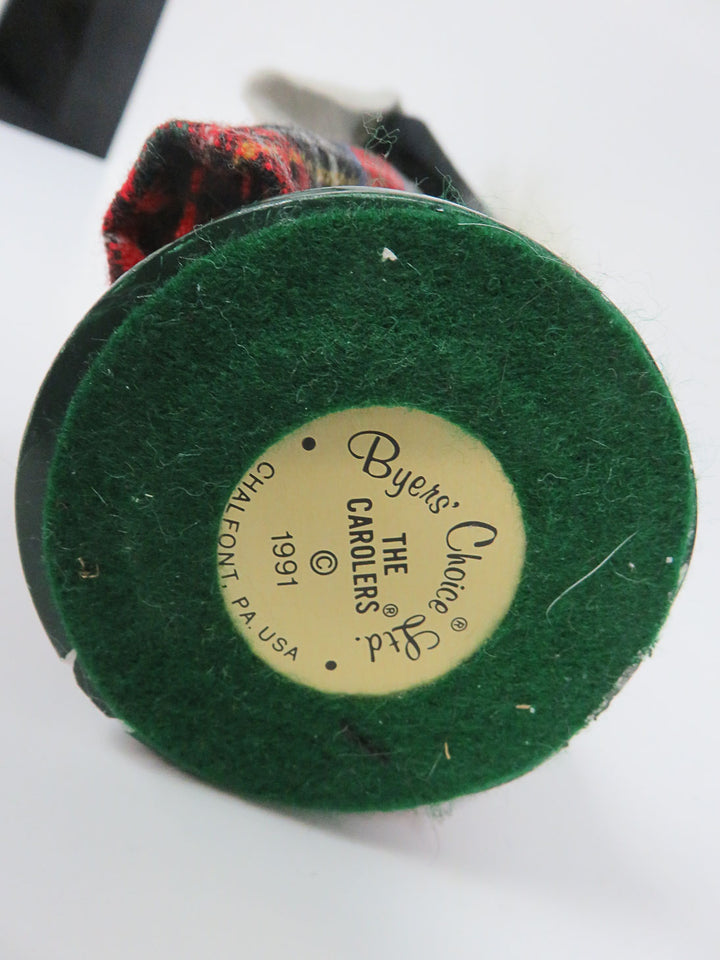 Byers' Choice® Ltd.
THE
CAROLERS®
©
1991
CHALFONT, PA. USA